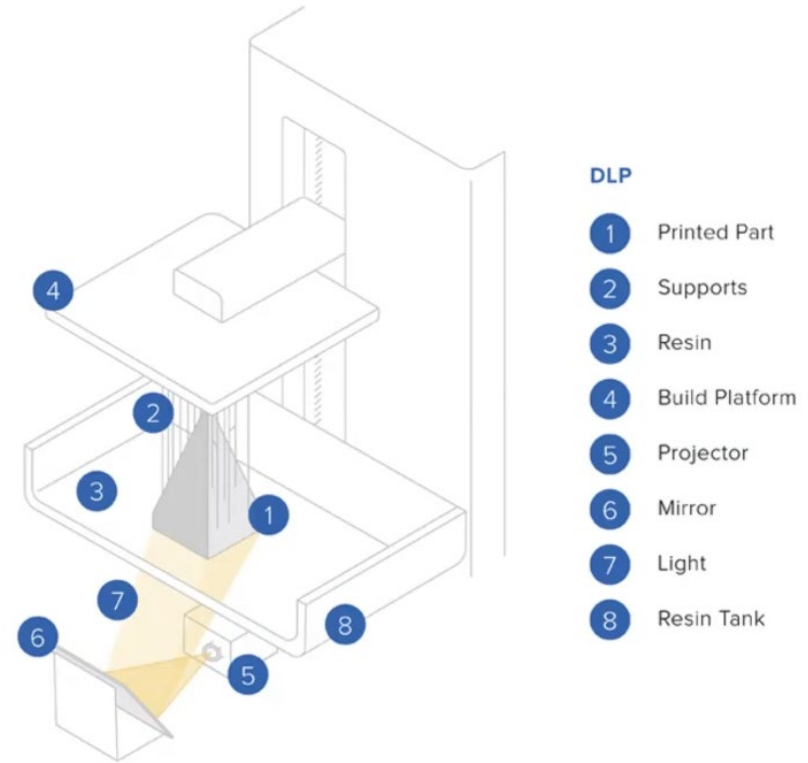 DLP
1 Printed Part
2 Supports
3 Resin
4 Build Platform
5 Projector
6 Mirror
7 Light
8 Resin Tank
4
2
3
1
7
8
6
5